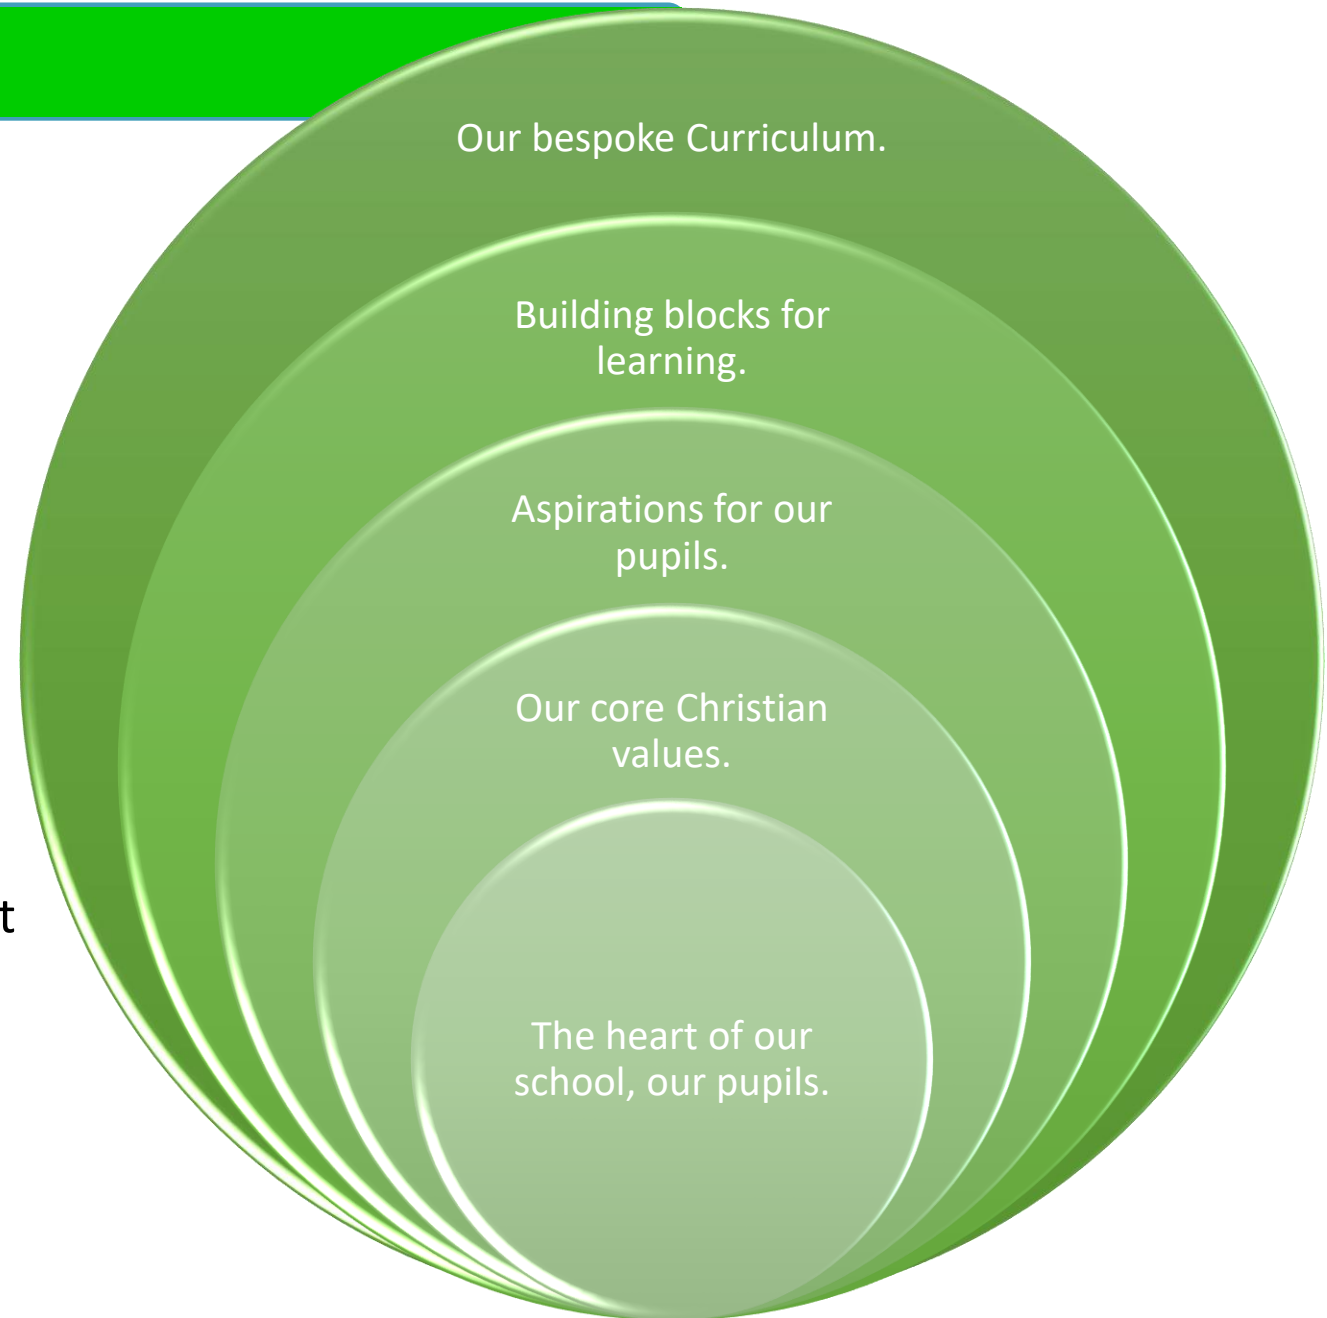 Our bespoke Curriculum.
Building blocks for
learning.
Aspirations for our
pupils.
Our core Christian
values.
t
The heart of our
school, our pupils.